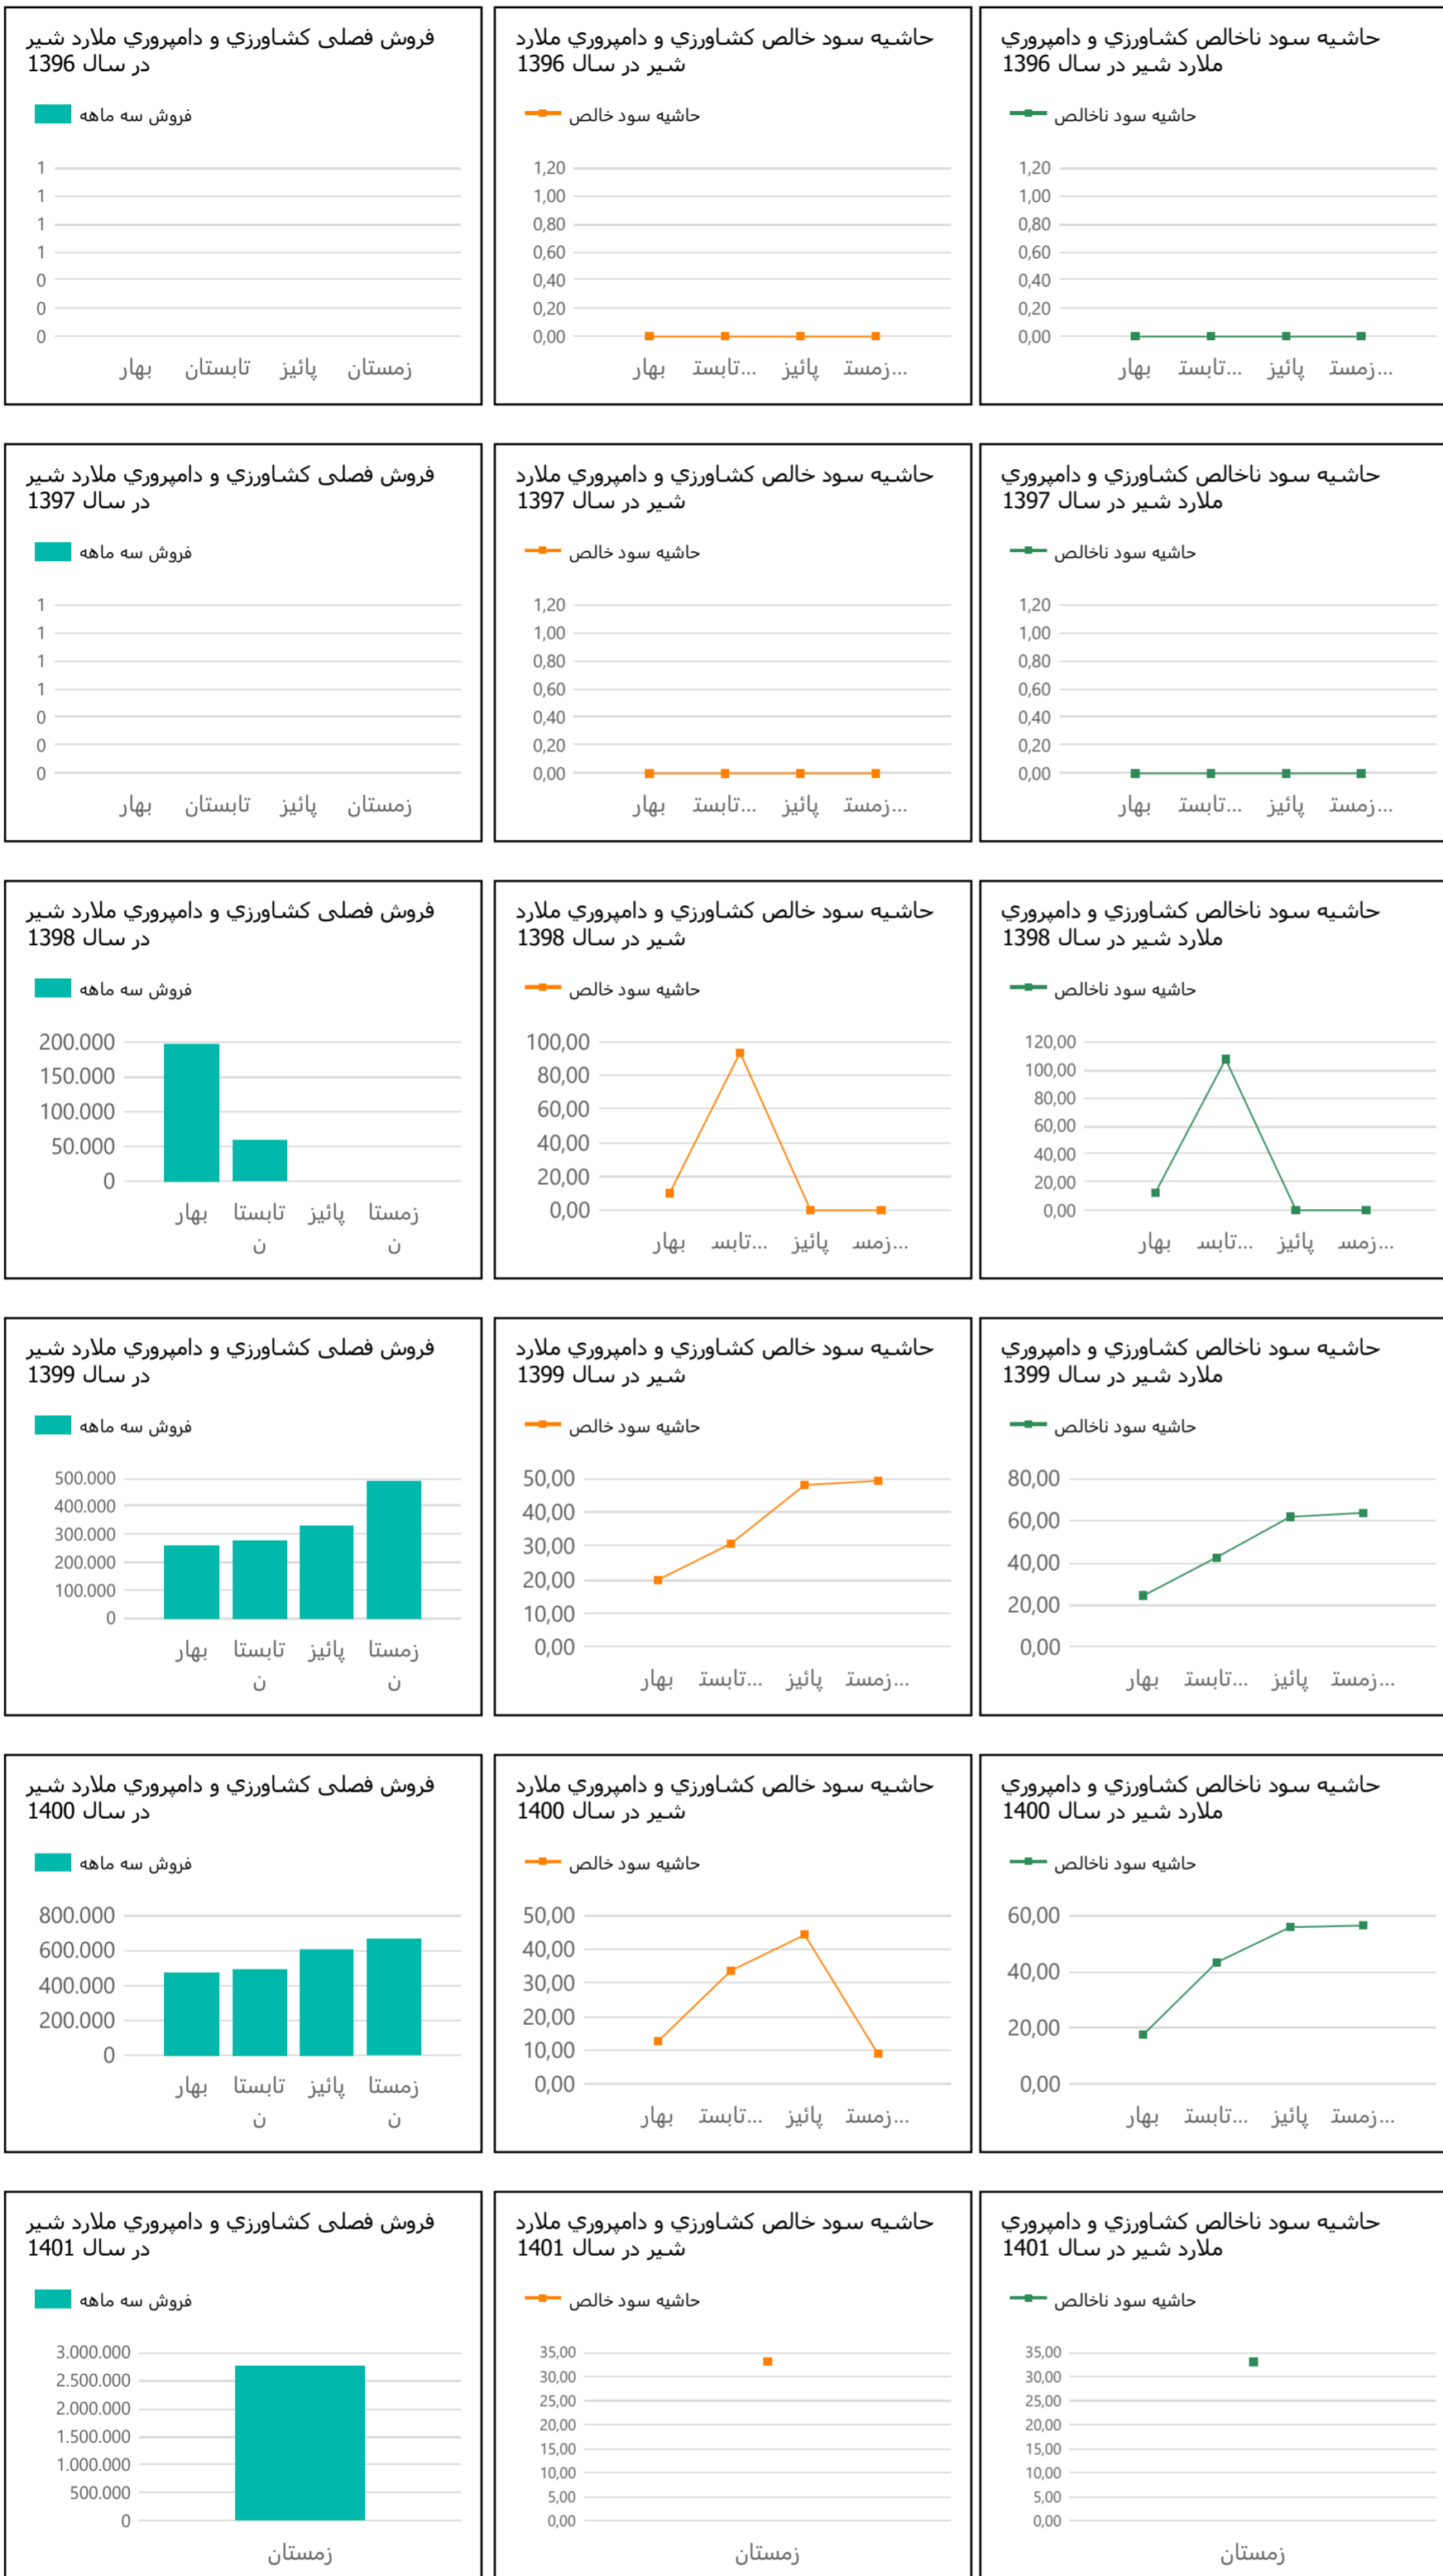 فروش فصلی کشاورزي و دامپروري ملارد شیر
در سال 1396
فروش سه ماهه
1
1
1
1
0
0
0
بهار تابستان پائیز زمستان
حاشیه سود خالص کشاورزي و دامپروري ملارد
شیر در سال 1396
حاشیه سود خالص
1,20
1,00
0,80
0,60
0,40
0,20
0,00
بهار تابست... پائیز زمست...
حاشیه سود ناخالص کشاورزي و دامپروري
ملارد شیر در سال 1396
حاشیه سود ناخالص
1,20
1,00
0,80
0,60
0,40
0,20
0,00
بهار تابست... پائیز زمست...
فروش فصلی کشاورزي و دامپروري ملارد شیر
در سال 1397
فروش سه ماهه
1
1
1
1
0
0
0
بهار تابستان پائیز زمستان
حاشیه سود خالص کشاورزي و دامپروري ملارد
شیر در سال 1397
حاشیه سود خالص
1,20
1,00
0,80
0,60
0,40
0,20
0,00
بهار تابست... پائیز زمست...
حاشیه سود ناخالص کشاورزي و دامپروري
ملارد شیر در سال 1397
حاشیه سود ناخالص
1,20
1,00
0,80
0,60
0,40
0,20
0,00
بهار تابست... پائیز زمست...
فروش فصلی کشاورزي و دامپروري ملارد شیر
در سال 1398
فروش سه ماهه
200.000
150.000
100.000
50.000
0
بهار تابستا پائیز زمستا
ن ن
حاشیه سود خالص کشاورزي و دامپروري ملارد
شیر در سال 1398
حاشیه سود خالص
100,00
80,00
60,00
40,00
20,00
0,00
بهار تابس... پائیز زمس...
حاشیه سود ناخالص کشاورزي و دامپروري
ملارد شیر در سال 1398
حاشیه سود ناخالص
120,00
100,00
80,00
60,00
40,00
20,00
0,00
بهار تابس... پائیز زمس...
فروش فصلی کشاورزي و دامپروري ملارد شیر
در سال 1399
فروش سه ماهه
500.000
400.000
300.000
200.000
100.000
0
بهار تابستا پائیز زمستا
ن ن
حاشیه سود خالص کشاورزي و دامپروري ملارد
شیر در سال 1399
حاشیه سود خالص
50,00
40,00
30,00
20,00
10,00
0,00
بهار تابست... پائیز زمست...
حاشیه سود ناخالص کشاورزي و دامپروري
ملارد شیر در سال 1399
حاشیه سود ناخالص
80,00
60,00
40,00
20,00
0,00
بهار تابست... پائیز زمست...
فروش فصلی کشاورزي و دامپروري ملارد شیر
در سال 1400
فروش سه ماهه
800.000
600.000
400.000
200.000
0
بهار تابستا پائیز زمستا
ن ن
حاشیه سود خالص کشاورزي و دامپروري ملارد
شیر در سال 1400
حاشیه سود خالص
50,00
40,00
30,00
20,00
10,00
0,00
بهار تابست... پائیز زمست...
حاشیه سود ناخالص کشاورزي و دامپروري
ملارد شیر در سال 1400
حاشیه سود ناخالص
60,00
40,00
20,00
0,00
بهار تابست... پائیز زمست...
فروش فصلی کشاورزي و دامپروري ملارد شیر
در سال 1401
فروش سه ماهه
3.000.000
2.500.000
2.000.000
1.500.000
1.000.000
500.000
0
زمستان
حاشیه سود خالص کشاورزي و دامپروري ملارد
شیر در سال 1401
حاشیه سود خالص
35,00
30,00
25,00
20,00
15,00
10,00
5,00
0,00
زمستان
حاشیه سود ناخالص کشاورزي و دامپروري
ملارد شیر در سال 1401
حاشیه سود ناخالص
35,00
30,00
25,00
20,00
15,00
10,00
5,00
0,00
زمستان